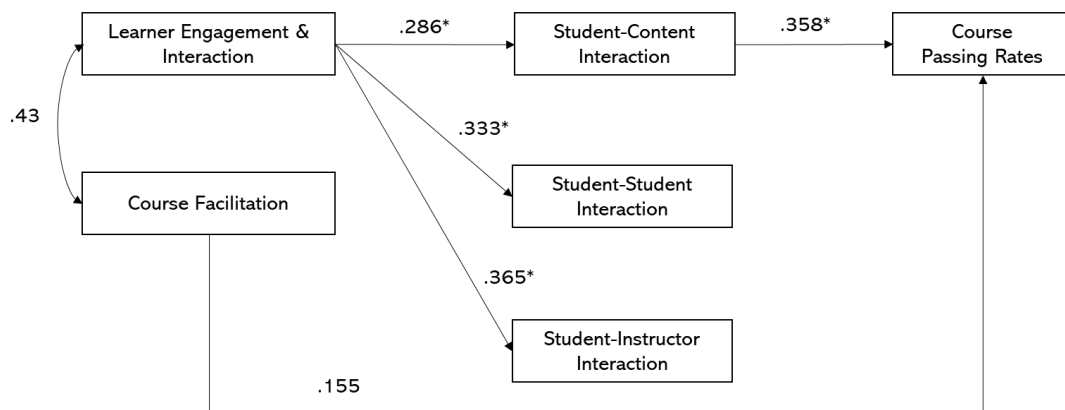 Learner Engagement &
Interaction
.286*
Student-Content
Interaction
.358*
Course
Passing Rates
.43
.333*
Course Facilitation
Student-Student
Interaction
.365*
Student-Instructor
Interaction
.155